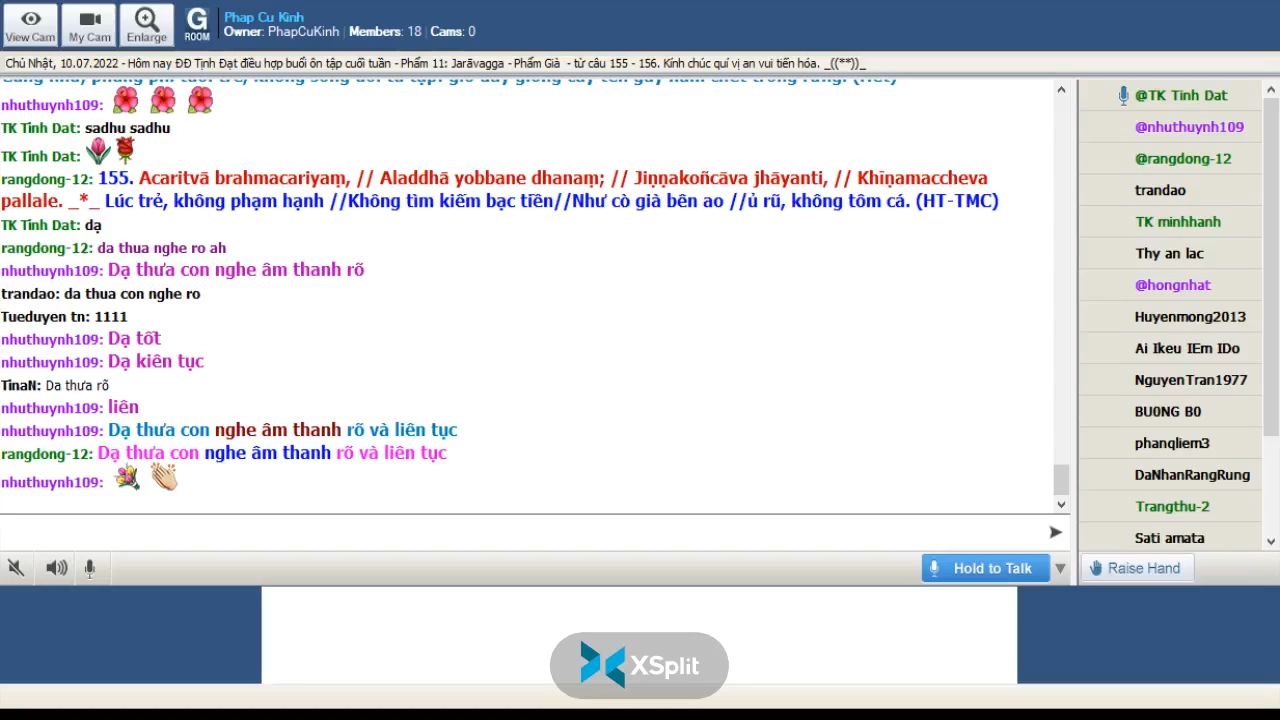 View Cam
My Cam
Enlarge
G
ROOM
Phap Cu Kinh
Owner: PhapCuKinh | Members: 18 | Cams: 0
Chủ Nhật, 10.07.2022 - Hôm nay ĐĐ Tịnh Đạt điều hợp buổi ôn tập cuối tuần - Phẩm 11: Jarāvagga - Phẩm Già - từ câu 155 - 156. Kính chúc quí vị an vui tiến hóa. _((**))_
nhuthuynh109:
TK Tinh Dat: sadhu sadhu
TK Tinh Dat:
rangdong-12: 155. Acaritvā brahmacariyaṃ, // Aladdhā yobbane dhanaṃ; // Jiṇṇakoñcāva jhāyanti, // Khīṇamaccheva
pallale. _*_ Lúc trẻ, không phạm hạnh //Không tìm kiếm bạc tiền//Như cò già bên ao //ủ rũ, không tôm cá. (HT-TMC)
TK Tinh Dat: dạ
rangdong-12: da thua nghe ro ah
nhuthuynh109: Dạ thưa con nghe âm thanh rõ
trandao: da thua con nghe ro
Tueduyen tn: 1111
nhuthuynh109: Dạ tốt
nhuthuynh109: Dạ kiên tục
TinaN: Dạ thưa rõ
nhuthuynh109: liên
nhuthuynh109: Dạ thưa con nghe âm thanh rõ và liên tục
rangdong-12: Dạ thưa con nghe âm thanh rõ và liên tục
nhuthuynh109:
@TK Tinh Dat
@nhuthuynh109
@rangdong-12
trandao
TK minhhanh
Thy an lac
@hongnhat
Huyenmong2013
Ai Ikeu IEm IDo
NguyenTran1977
BU0NG B0
phanqliem3
DaNhanRangRung
Trangthu-2
Sati amata
Hold to Talk
Raise Hand
XSplit